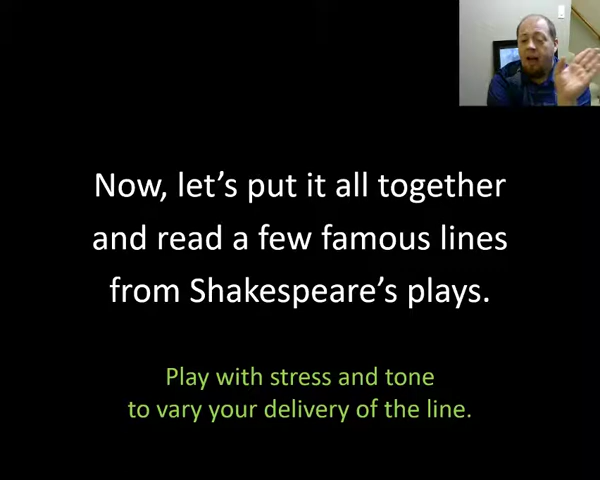 Now, let's put it all together
and read a few famous lines
from Shakespeare's plays.
Play with stress and tone
to vary your delivery of the line.